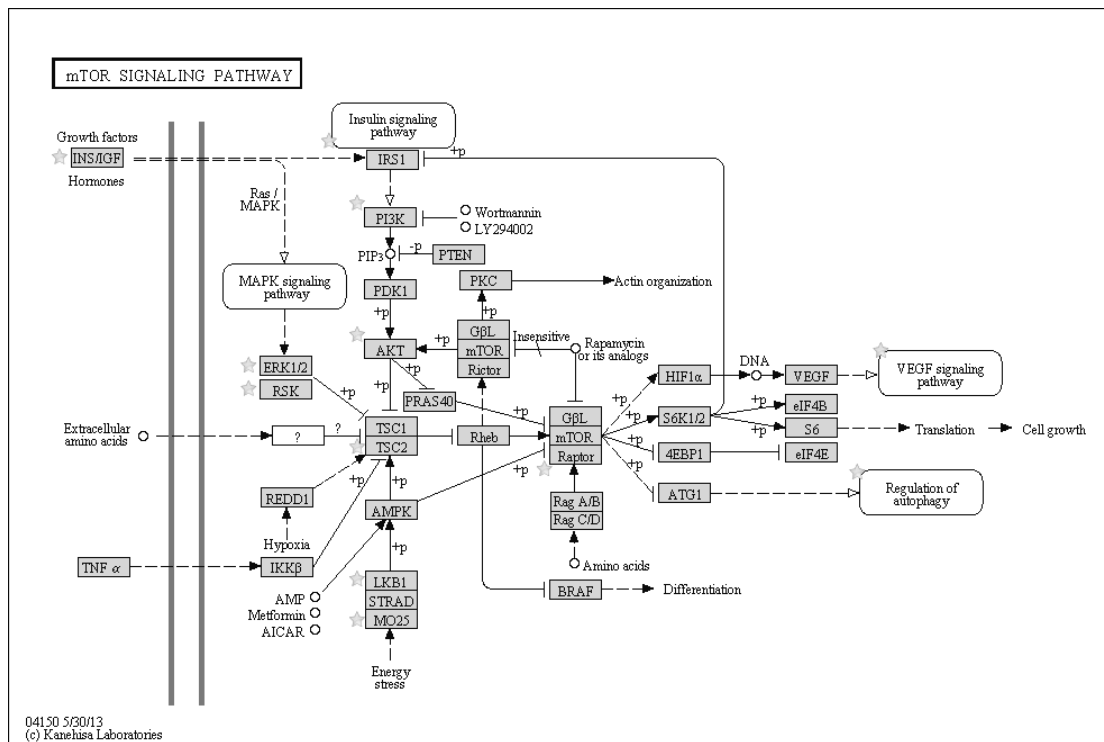 mTOR SIGNALING PATHWAY
Insulin signaling
pathway
Growth factors
INS/IGF
Hormones
IRS1
+p
Ras /
MAPK
PI3K
Wortmannin
LY294002
PIP3
-p
PTEN
MAPK signaling
pathway
PDK1
PKC
Actin organization
+p
+p
GβL
mTOR
Rictor
+p
Insensitive
Rapamycin
or its analogs
AKT
ERK1/2
RSK
+p
+p
+p
PRAS40
+p
HIF1α
DNA
VEGF
VEGF signaling
pathway
+p
GβL
mTOR
Raptor
+p
S6K1/2
+p
eIF4B
+p
S6
Translation
Cell growth
Extracellular
amino acids
?
?
TSC1
TSC2
Rheb
+p
+p
4EBP1
eIF4E
+p
ATG1
Regulation of
autophagy
REDD1
+p
+p
AMPK
Rag A/B
Rag C/D
Hypoxia
TNF α
IKKβ
+p
Amino acids
LKB1
STRAD
MO25
BRAF
Differentiation
AMP
Metformin
AICAR
Energy
stress
04150 5/30/13
(c) Kanehisa Laboratories